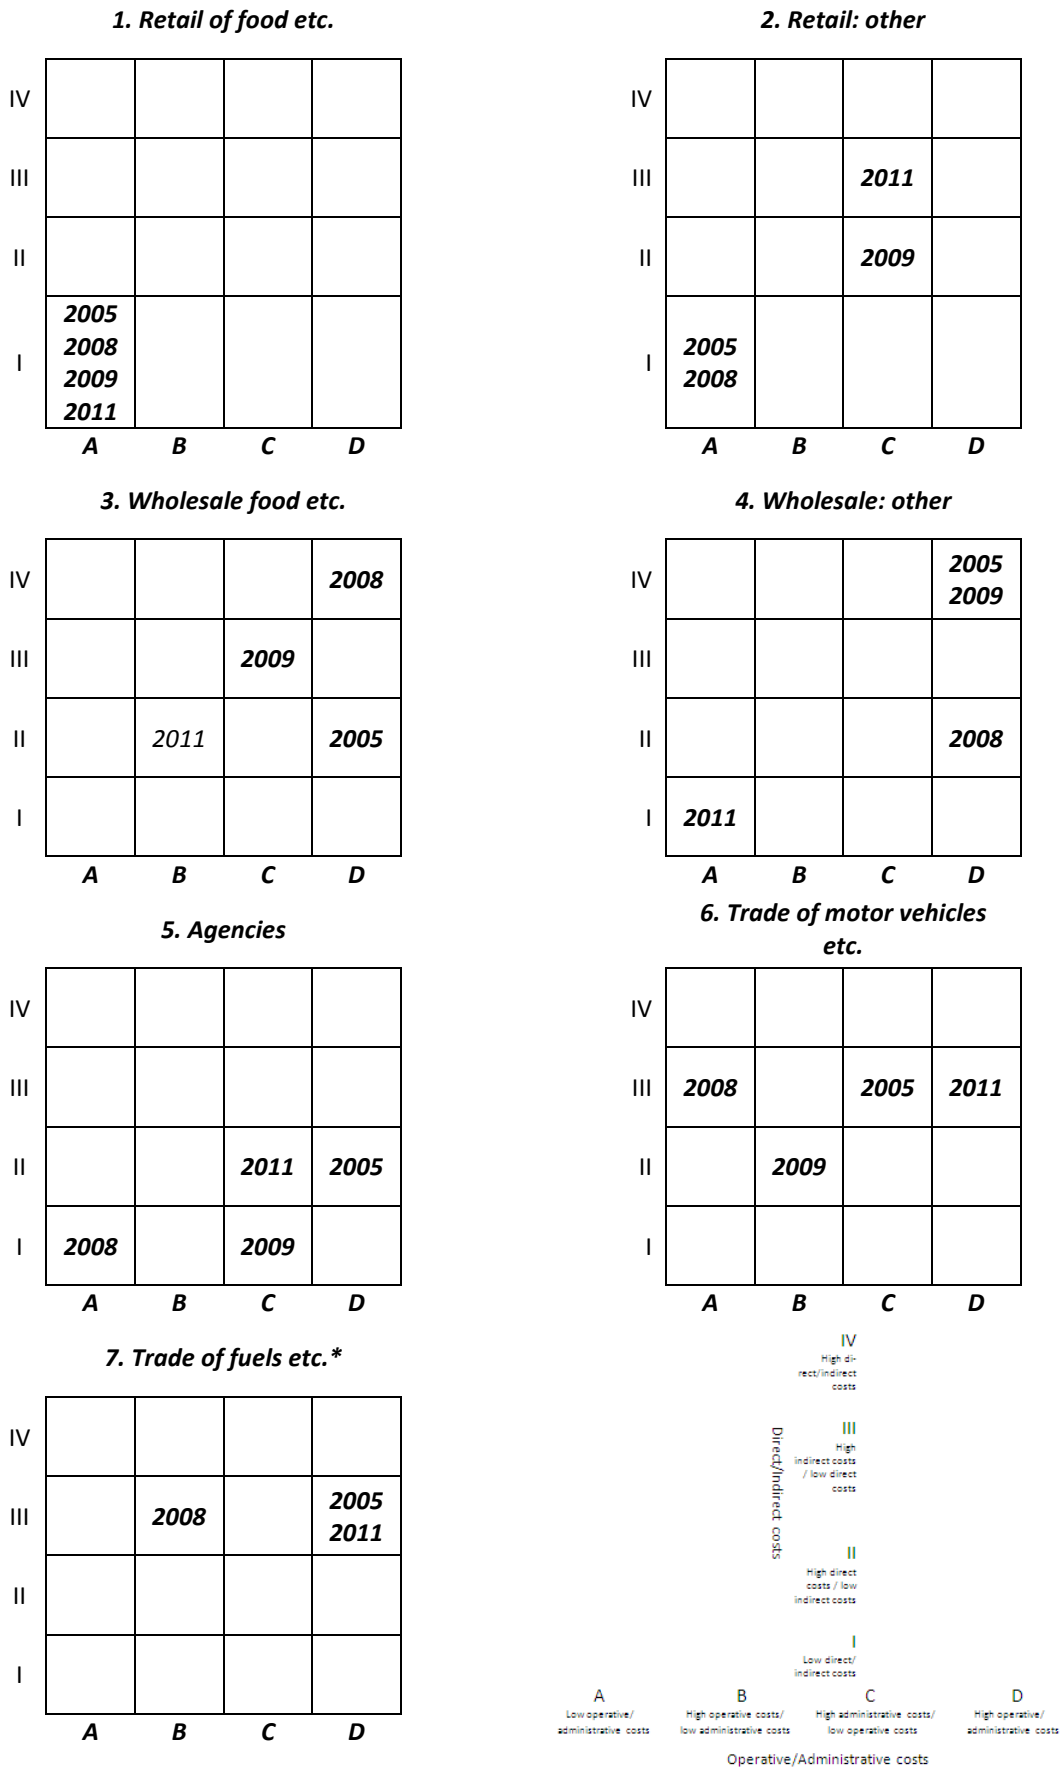 1. Retail of food etc.
IV
III
II
2005
2008
I
2009
2011
A B C D
2. Retail: other
IV
III 2011
II 2009
2005
I
2008
A B C D
3. Wholesale food etc.
IV 2008
III 2009
II 2011 2005
I
A B C D
4. Wholesale: other
2005
IV
2009
III
II 2008
I 2011
A B C D
5. Agencies
IV
III
II 2011 2005
I 2008 2009
A B C D
6. Trade of motor vehicles
etc.
IV
III 2008 2005 2011
II 2009
I
A B C D
7. Trade of fuels etc.*
IV
2005
III 2008
2011
II
I
A B C D
Direct/Indirect costs
IV
High di-
rect/indirect
costs
III
High
indirect costs
/ low direct
costs
II
High direct
costs / low
indirect costs
I
Low direct/
indirect costs
A
Low operative/
administrative costs
B
High operative costs/
low administrative costs
C
High administrative costs/
low operative costs
D
High operative/
administrative costs
Operative/Administrative costs